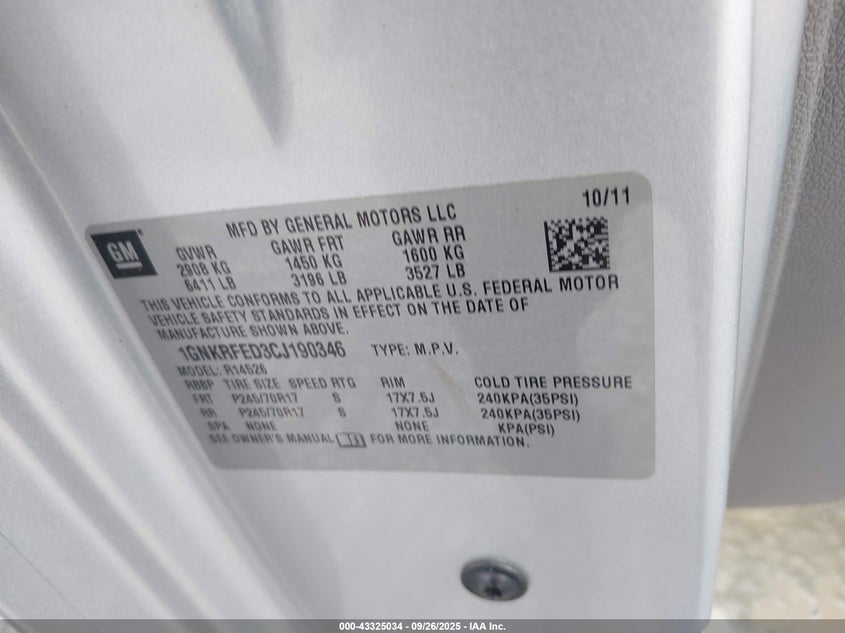 MFD BY GENERAL MOTORS LLC 10/11
GM
GVWR GAWR FRT GAWR RR
2908 KG 1450 KG 1600 KG
6411 LB 3196 LB 3527 LB
THIS VEHICLE CONFORMS TO ALL APPLICABLE U.S. FEDERAL MOTOR
VEHICLE SAFETY STANDARDS IN EFFECT ON THE DATE OF
MANUFACTURE SHOWN ABOVE.
1GNKRFED3CJ190346 TYPE: M.P.V.
MODEL: R14526
RBBP TIRE SIZE SPEED RTG RIM COLD TIRE PRESSURE
FRT P245/70R17 S 17X7.5J 240KPA(35PSI)
RR P245/70R17 S 17X7.5J 240KPA(35PSI)
SPA NONE NONE KPA(PSI)
SEE OWNER'S MANUAL FOR MORE INFORMATION.
000-43325034 - 09/26/2025 - IAA Inc.